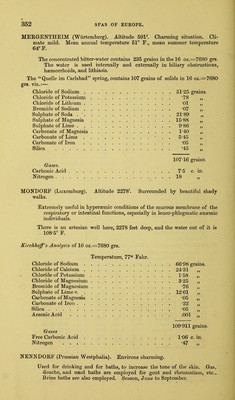 352 SPAS OF EUROPE.
MERGENTHEIM (Würtemberg). Altitude 591'. Charming situation. Cli-
mate mild. Mean annual temperature 51° F., mean summer temperature
64° F.
The concentrated bitter-water contains 235 grains in the 16 oz.=7680 grs.
The water is used internally and externally in biliary obstructions,
hæmorrhoids, and lithiasis.
The "Quelle im Carlsbad" spring, contains 107 grains of solids in 16 oz.=7680
grs. viz.:—
Chloride of Sodium . . 51·25 grains
Chloride of Potassium . . ·78 „
Chloride of Lithium . . ·01 „
Bromide of Sodium . . ·07 „
Sulphate of Soda . . 21·89 „
Sulphate of Magnesia . . 15·88 „
Sulphate of Lime . . 9·86 „
Carbonate of Magnesia . . 1·40 „
Carbonate of Lime . . 5·45 „
Carbonate of Iron . . ·05 „
Silica . . ·45 „
107·16 grains.
Gases.
Carbonic Acid . . 7·5 c. in.
Nitrogen . . 18 „
MONDORF (Luxemburg). Altitude 2278'. Surrounded by beautiful shady
walks.
Extremely useful in hyperæmic conditions of the mucous membrane of the
respiratory or intestinal functions, especially in leuco-phlegmatic anæmic
individuals.
There is an artesian well here, 2278 feet deep, and the water out of it is
108·5° F.
Kirchhoff's Analysis of 16 oz.=7680 grs.
Temperature, 77° Fahr.
Chloride of Sodium . . 66·98 grains.
Chloride of Calcium . . 24·31 „
Chloride of Potassium . . 1·58 „
Chloride of Magnesium . . 3·25 „
Bromide of Magnesium . . ·76 „
Sulphate of Lime . . 12·61 „
Carbonate of Magnesia . . ·05 „
Carbonate of Iron . . ·22 „
Silica . . ·05 „
Arsenic Acid . . ·001 „
109·911 grains.
Gases
Free Carbonic Acid . . 1·06 c. in
Nitrogen . . ·47 „
NENNDORF (Prussian Westphalia). Environs charming.
Used for drinking and for baths, to increase the tone of the skin. Gas,
douche, and mud baths are employed for gout and rheumatism, etc.
Brine baths are also employed. Season, June to September.